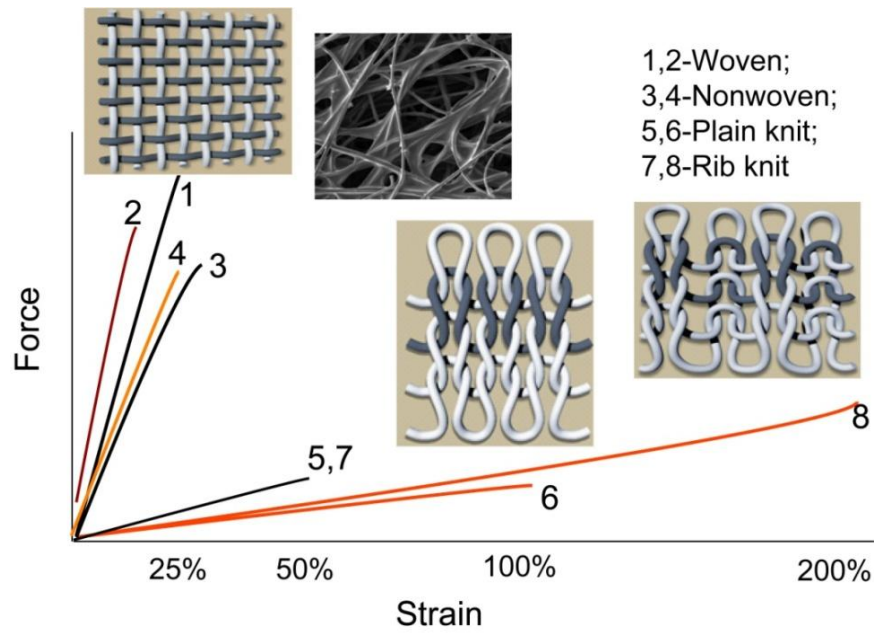 1,2-Woven;
3,4-Nonwoven;
5,6-Plain knit;
7,8-Rib knit
1
2
4
3
5,7
6
8
Force
25%
50%
100%
200%
Strain